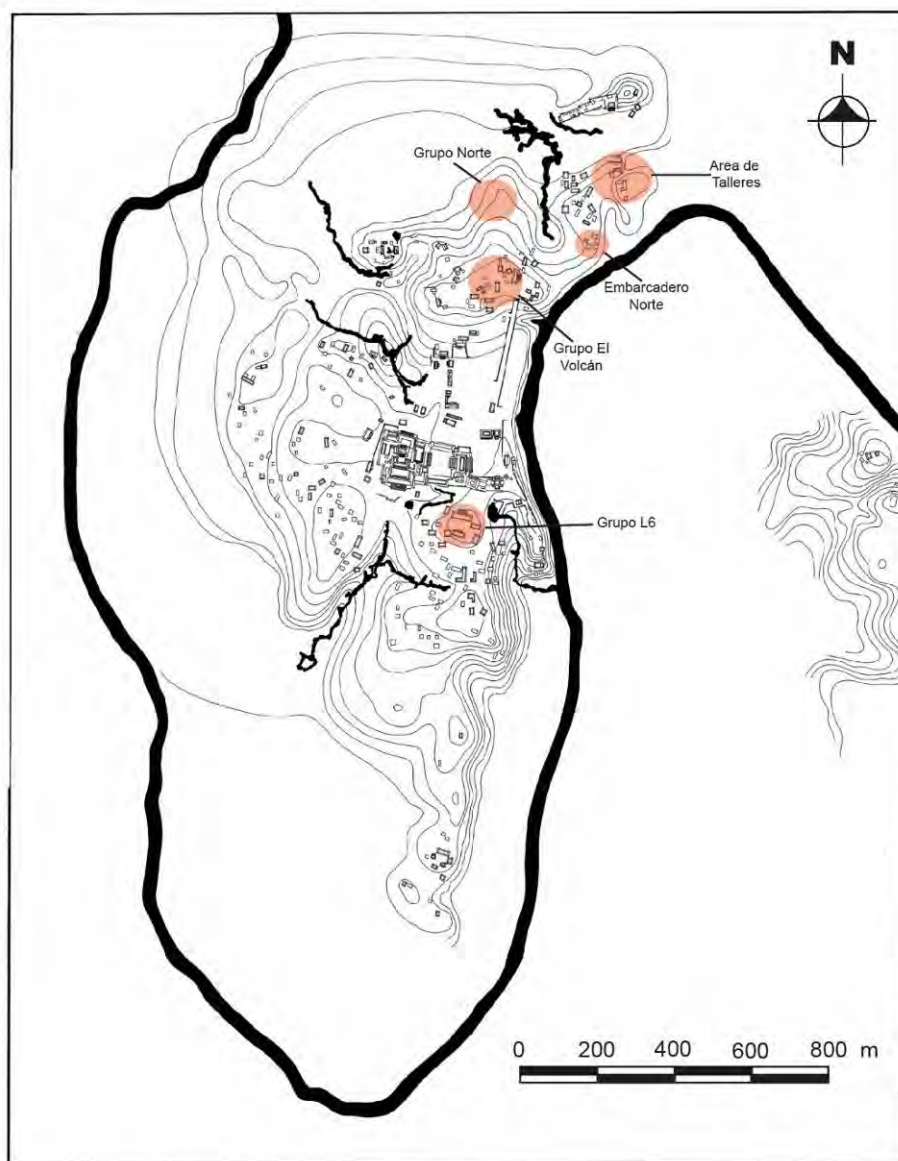 N
Grupo Norte
Area de
Talleres
Embarcadero
Norte
Grupo El
Volcán
Grupo L6
0 200 400 600 800 m